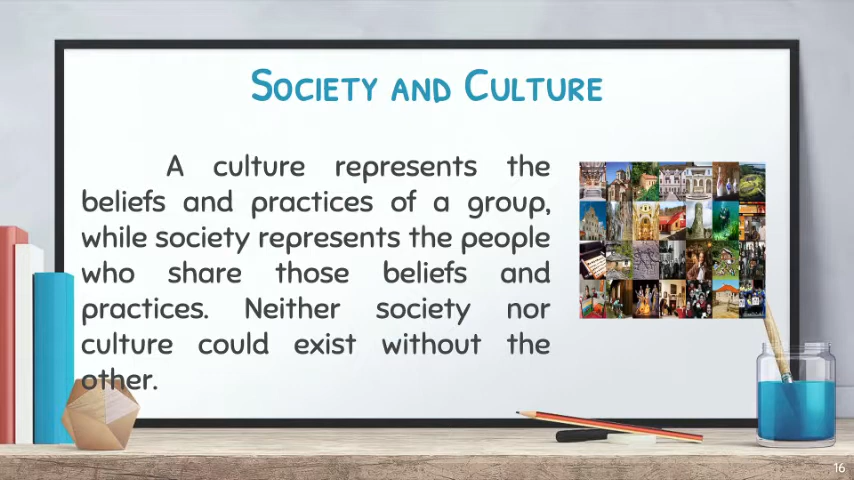 Society and Culture
A culture represents the
beliefs and practices of a group,
while society represents the people
who share those beliefs and
practices. Neither society nor
culture could exist without the
other.
16